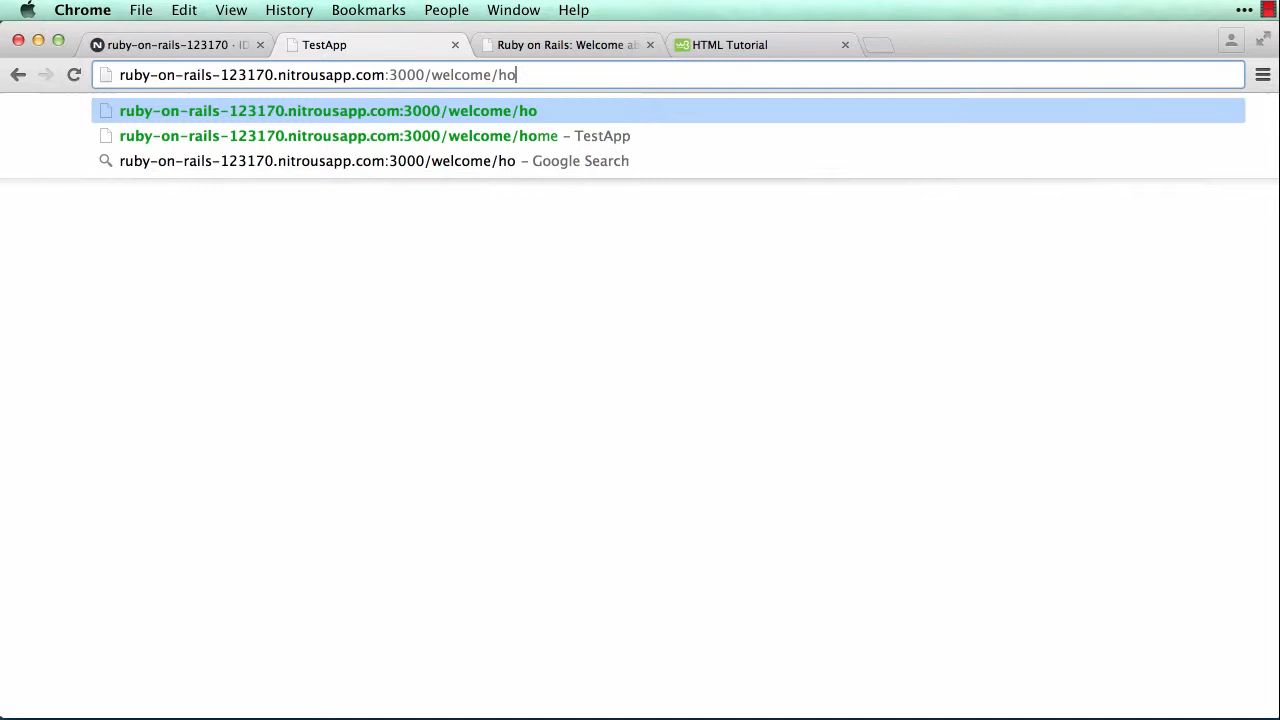 Chrome File Edit View History Bookmarks People Window Help
ruby-on-rails-123170 · ID TestApp Ruby on Rails: Welcome ab HTML Tutorial
ruby-on-rails-123170.nitrousapp.com:3000/welcome/ho
ruby-on-rails-123170.nitrousapp.com:3000/welcome/ho
ruby-on-rails-123170.nitrousapp.com:3000/welcome/home – TestApp
ruby-on-rails-123170.nitrousapp.com:3000/welcome/ho – Google Search